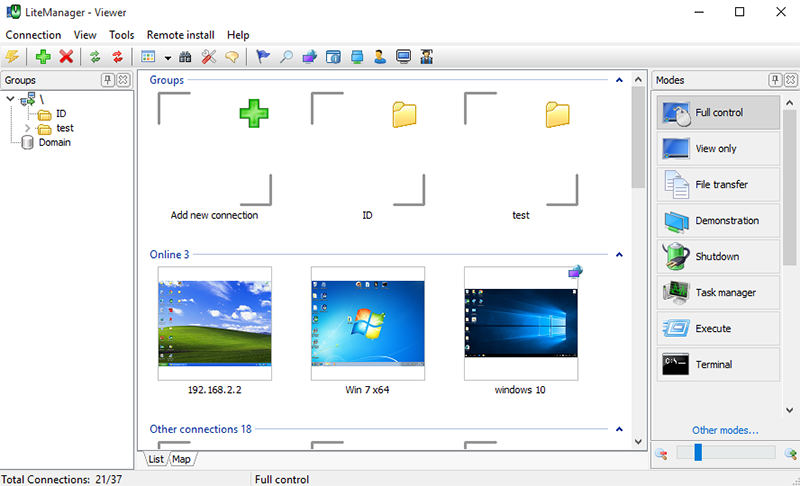 LiteManager - Viewer
Connection View Tools Remote install Help
Groups
\
ID
test
Domain
Groups
Add new connection
ID
test
Online 3
192.168.2.2
Win 7 x64
windows 10
Other connections 18
List
Map
Modes
Full control
View only
File transfer
Demonstration
Shutdown
Task manager
Execute
C:\_
Terminal
Other modes...
Total Connections: 21/37
Full control